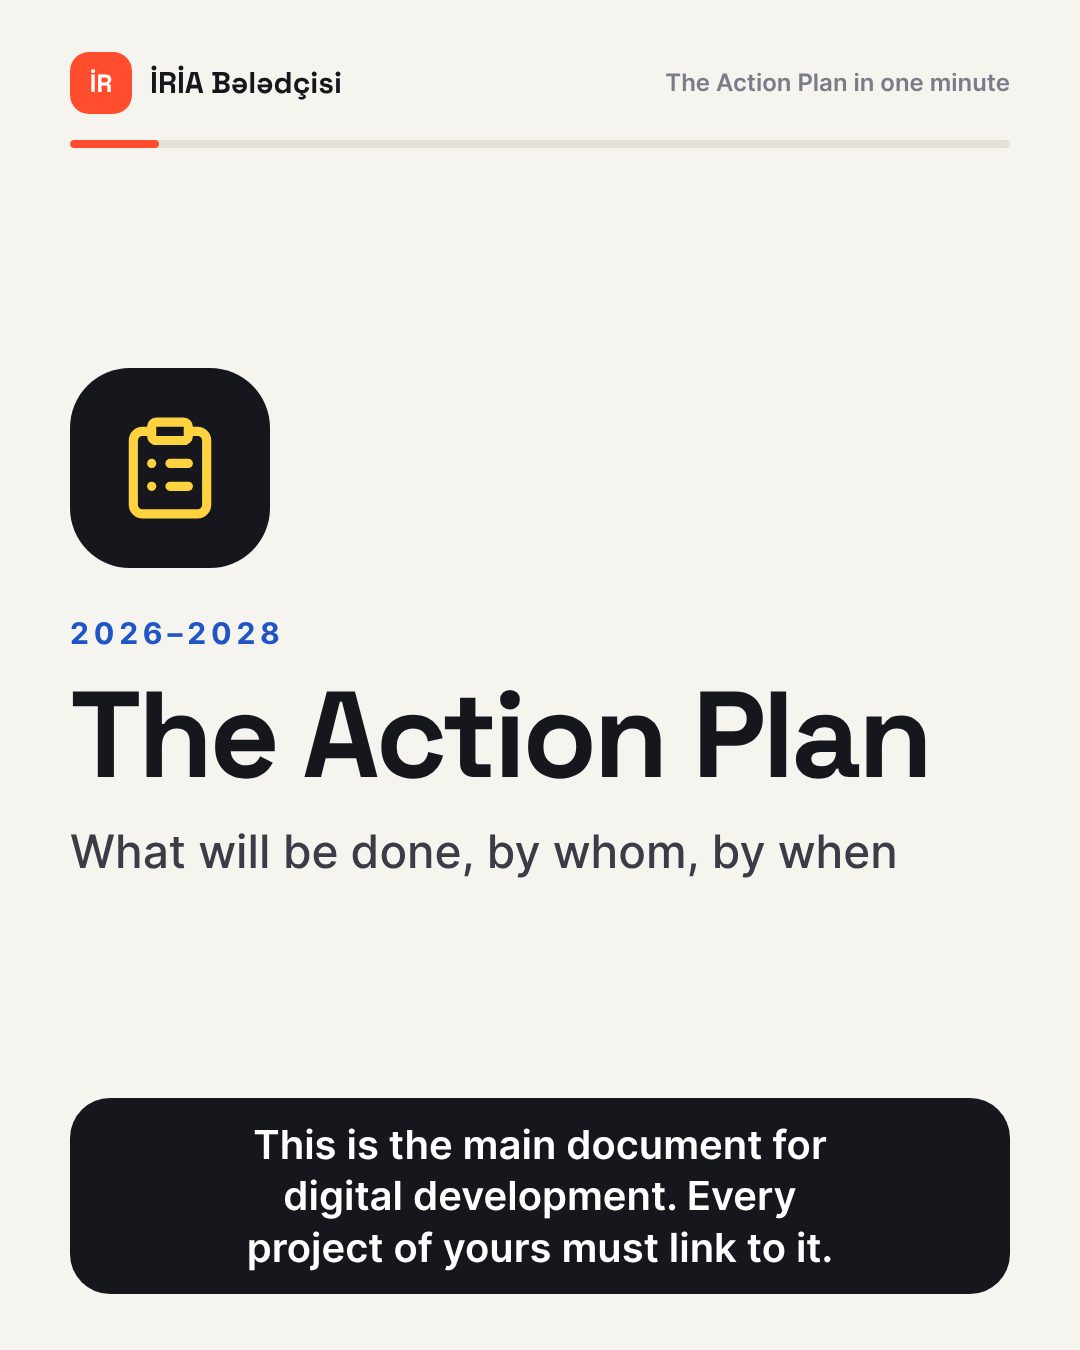 İR
İRİA Bələdçisi
The Action Plan in one minute
2026–2028
The Action Plan
What will be done, by whom, by when
This is the main document for
digital development. Every
project of yours must link to it.